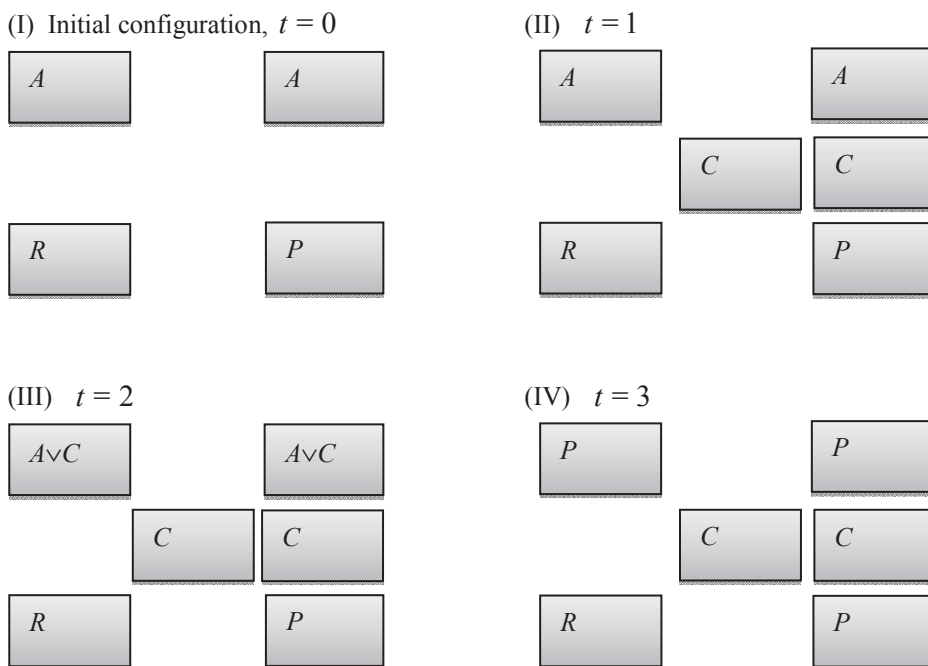 (I) Initial configuration, t = 0
A A
R P
(II) t = 1
A A
C C
R P
(III) t = 2
A∨C A∨C
C C
R P
(IV) t = 3
P P
C C
R P